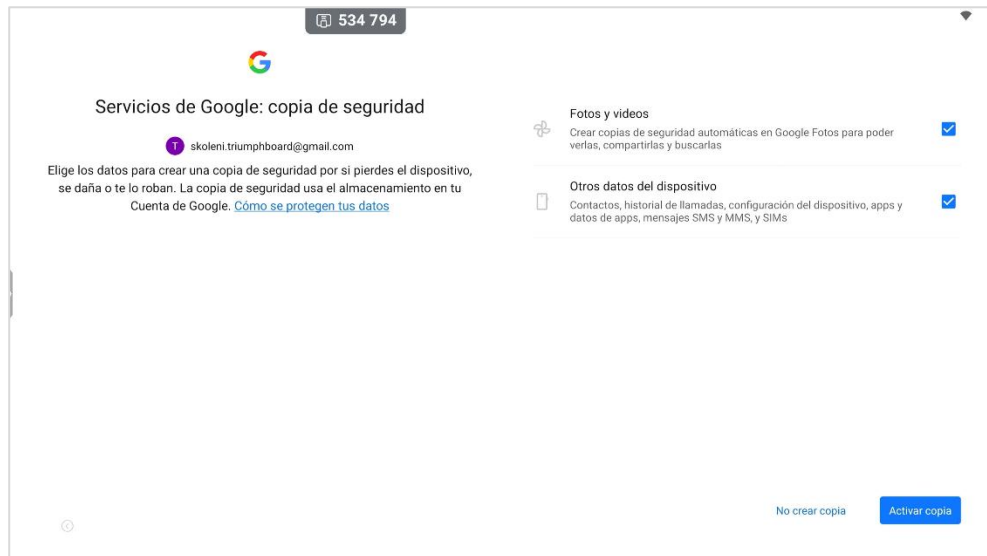 534 794
Servicios de Google: copia de seguridad
T skoleni.triumphboard@gmail.com
Elige los datos para crear una copia de seguridad por si pierdes el dispositivo,
se daña o te lo roban. La copia de seguridad usa el almacenamiento en tu
Cuenta de Google. Cómo se protegen tus datos
Fotos y videos
Crear copias de seguridad automáticas en Google Fotos para poder
verlas, compartirlas y buscarlas
Otros datos del dispositivo
Contactos, historial de llamadas, configuración del dispositivo, apps y
datos de apps, mensajes SMS y MMS, y SIMs
No crear copia
Activar copia